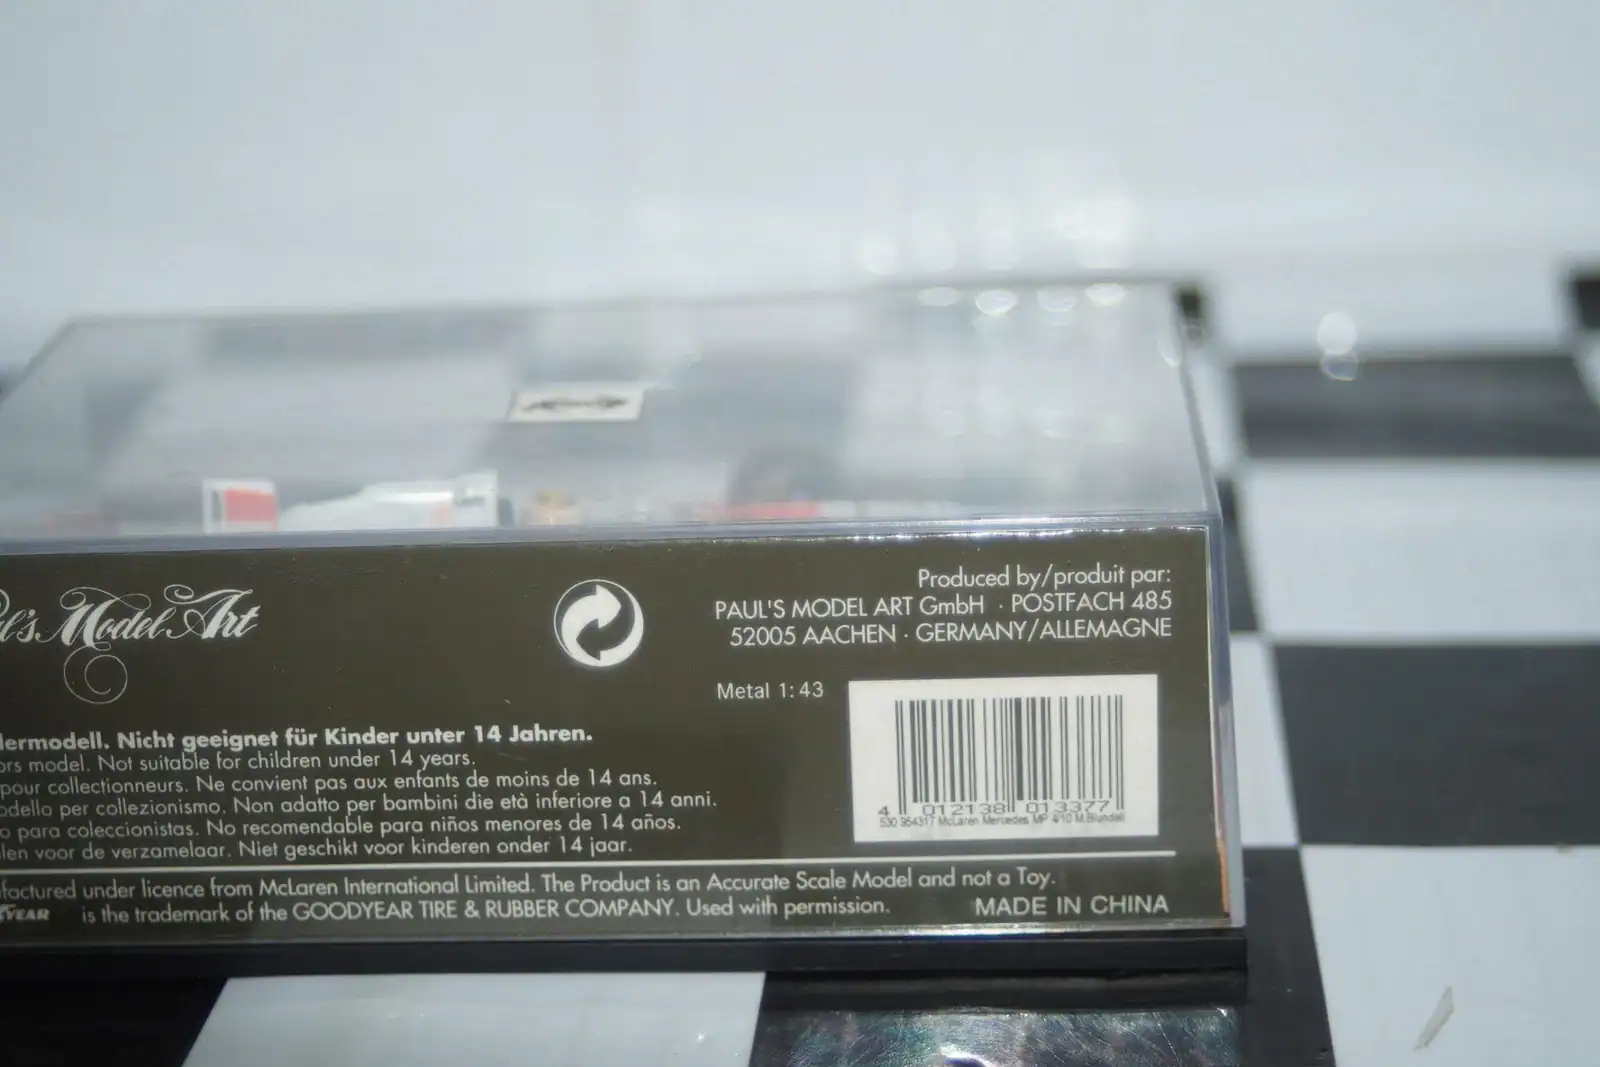 l's Model Art
Produced by/produit par:
PAUL'S MODEL ART GmbH · POSTFACH 485
52005 AACHEN · GERMANY/ALLEMAGNE
Metal 1:43
lermodell. Nicht geeignet für Kinder unter 14 Jahren.
ors model. Not suitable for children under 14 years.
pour collectionneurs. Ne convient pas aux enfants de moins de 14 ans.
odello per collezionismo. Non adatto per bambini die età inferiore a 14 anni.
o para coleccionistas. No recomendable para niños menores de 14 años.
len voor de verzamelaar. Niet geschikt voor kinderen onder 14 jaar.
4 012138 013377
530 954317 McLaren Mercedes MP 4/10 M.Blundell
factured under licence from McLaren International Limited. The Product is an Accurate Scale Model and not a Toy.
YEAR is the trademark of the GOODYEAR TIRE & RUBBER COMPANY. Used with permission.
MADE IN CHINA